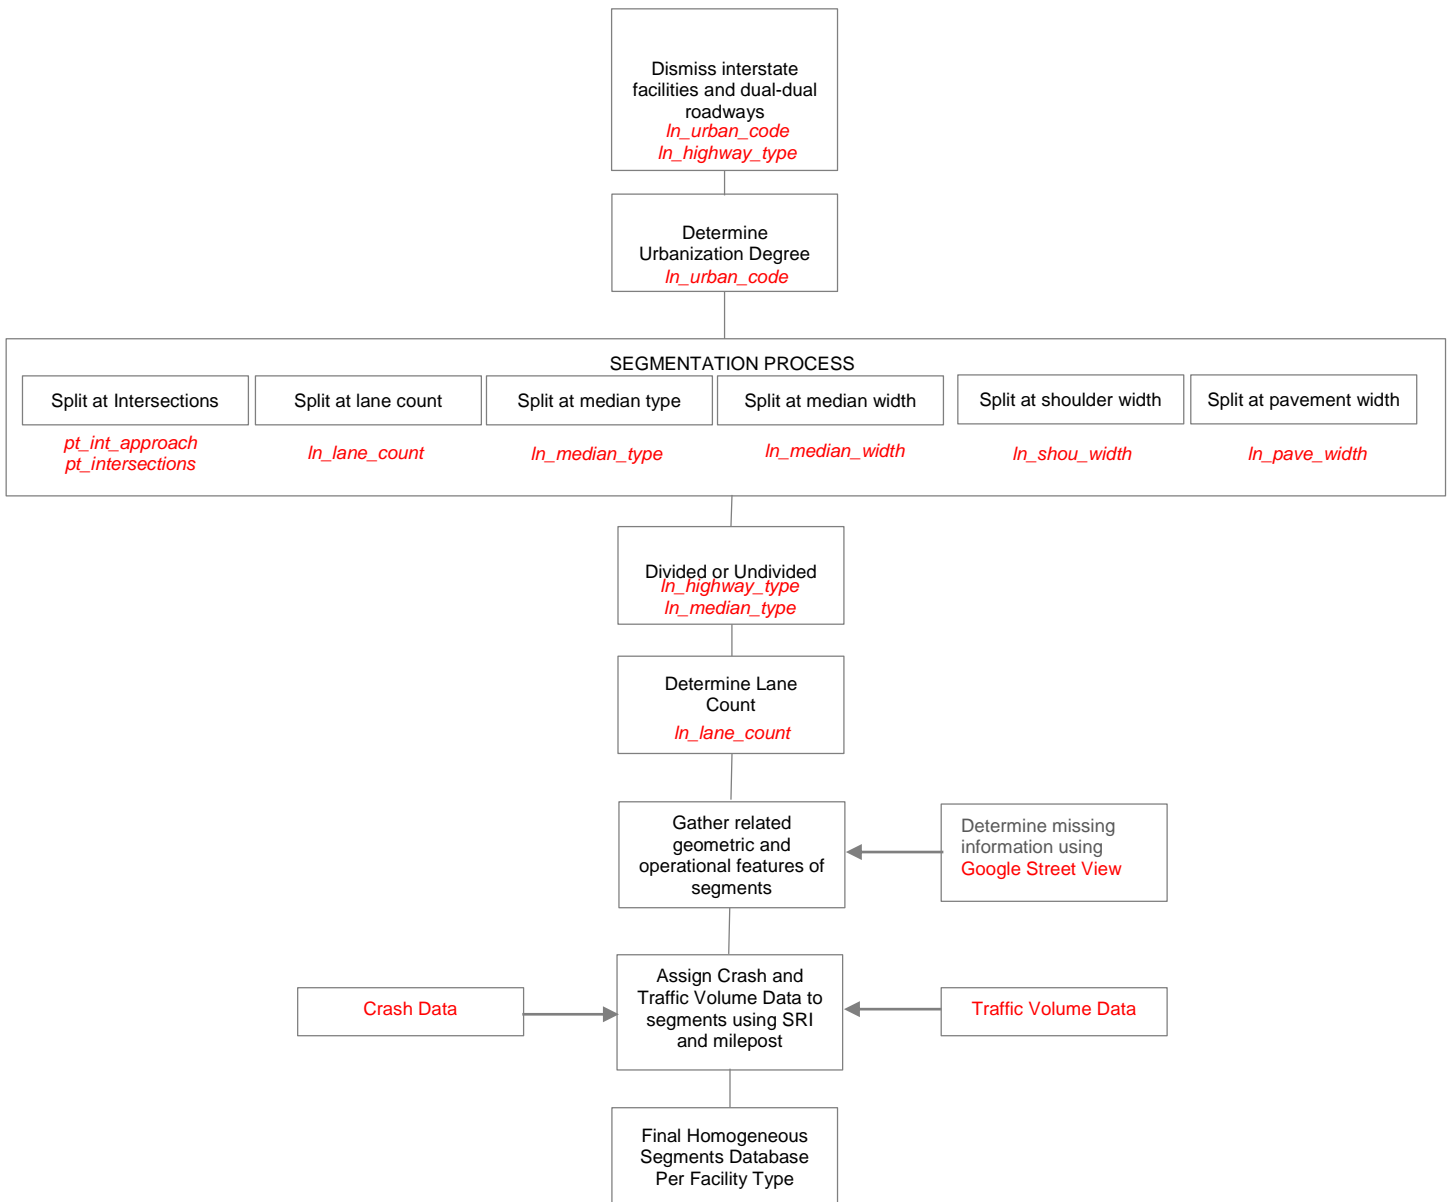 Dismiss interstate
facilities and dual-dual
roadways
ln_urban_code
ln_highway_type
Determine
Urbanization Degree
ln_urban_code
SEGMENTATION PROCESS
Split at Intersections
pt_int_approach
pt_intersections
Split at lane count
ln_lane_count
Split at median type
ln_median_type
Split at median width
ln_median_width
Split at shoulder width
ln_shou_width
Split at pavement width
ln_pave_width
Divided or Undivided
ln_highway_type
ln_median_type
Determine Lane
Count
ln_lane_count
Gather related
geometric and
operational features of
segments
Determine missing
information using
Google Street View
Crash Data
Assign Crash and
Traffic Volume Data to
segments using SRI
and milepost
Traffic Volume Data
Final Homogeneous
Segments Database
Per Facility Type